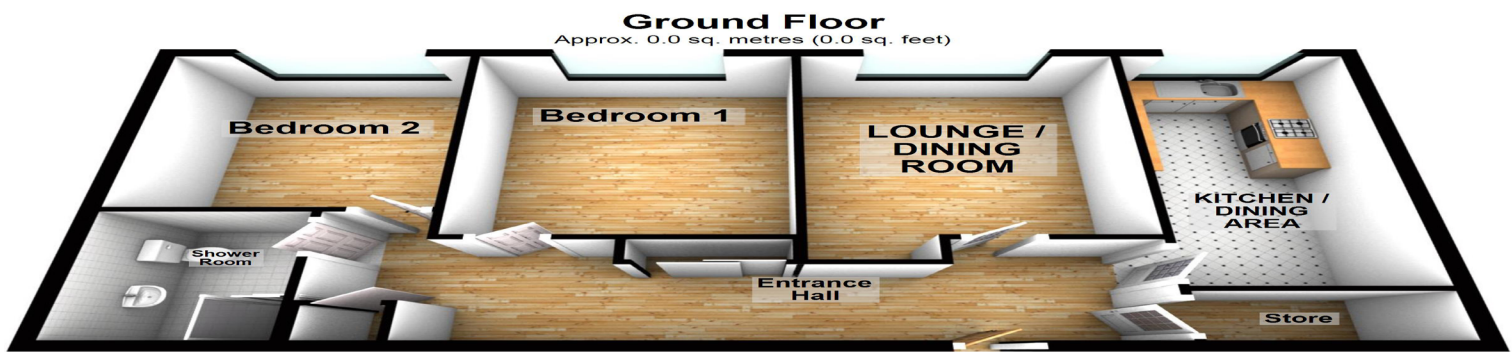 Ground Floor
Approx. 0.0 sq. metres (0.0 sq. feet)
Bedroom 2
Bedroom 1
LOUNGE /
DINING
ROOM
KITCHEN /
DINING
AREA
Shower
Room
Entrance
Hall
Store